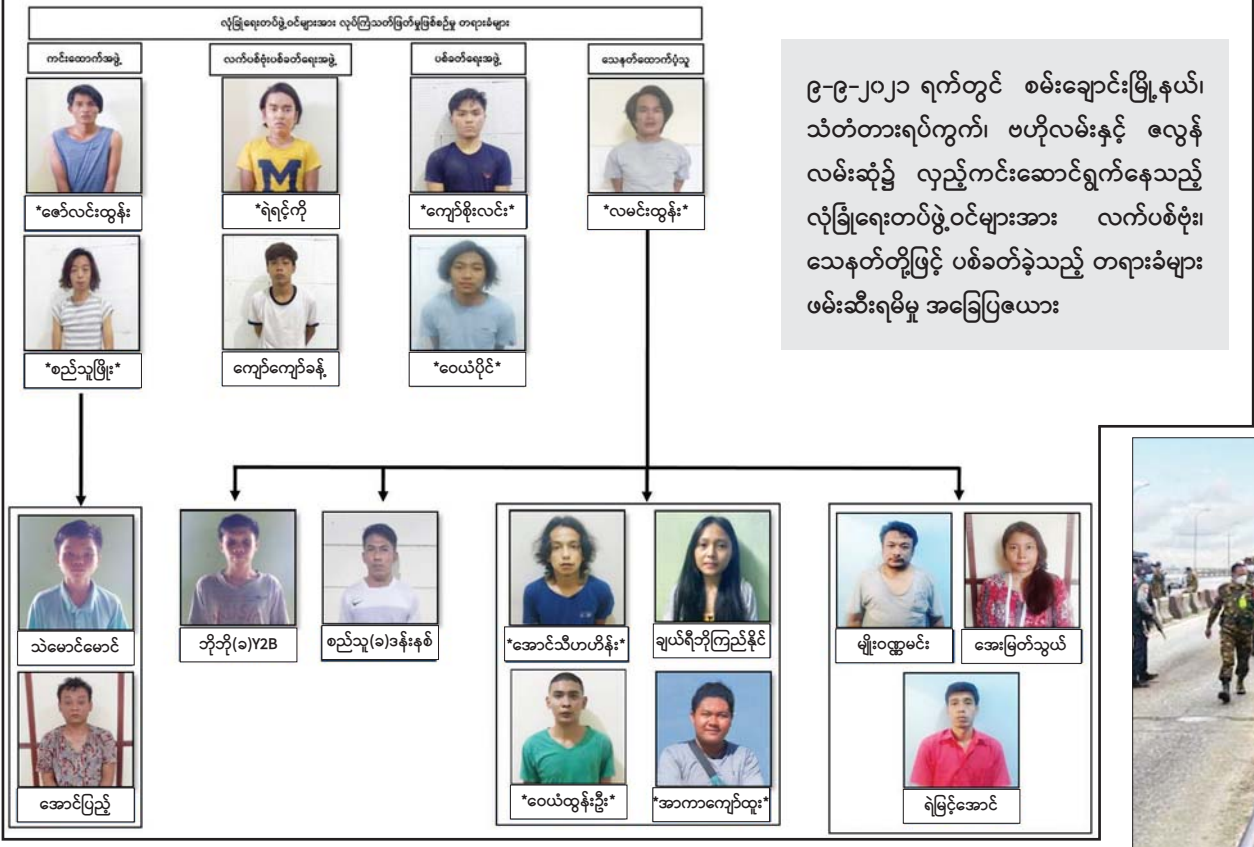 လုံခြုံရေးတပ်ဖွဲ့ဝင်များအား လုပ်ကြံသတ်ဖြတ်မှုဖြစ်စဉ်မှ တရားခံများ
ကင်းထောက်အဖွဲ့
လက်ပစ်ဗုံးပစ်ခတ်ရေးအဖွဲ့
ပစ်ခတ်ရေးအဖွဲ့
သေနတ်ထောက်ပံ့သူ
*ဇော်လင်းထွန်း
*ရဲရင့်ကို
*ကျော်စိုးလင်း*
*လမင်းထွန်း*
*စည်သူဖြိုး*
ကျော်ကျော်ခန့်
*ဝေယံပိုင်*
၉-၉-၂၀၂၁ ရက်တွင် စမ်းချောင်းမြို့နယ်၊
သံတံတားရပ်ကွက်၊ ဗဟိုလမ်းနှင့် ဇလွန်
လမ်းဆုံ၌ လှည့်ကင်းဆောင်ရွက်နေသည့်
လုံခြုံရေးတပ်ဖွဲ့ဝင်များအား လက်ပစ်ဗုံး၊
သေနတ်တို့ဖြင့် ပစ်ခတ်ခဲ့သည့် တရားခံများ
ဖမ်းဆီးရမိမှု အခြေပြဇယား
သဲမောင်မောင်
ဘိုဘို(ခ)Y2B
စည်သူ(ခ)ဒန်းနစ်
*အောင်သီဟဟိန်း*
ချယ်ရီဘိုကြည်နိုင်
မျိုးဝဏ္ဏမင်း
အေးမြတ်သွယ်
အောင်ပြည့်
*ဝေယံထွန်းဦး*
*အာကာကျော်ထူး*
ရဲမြင့်အောင်